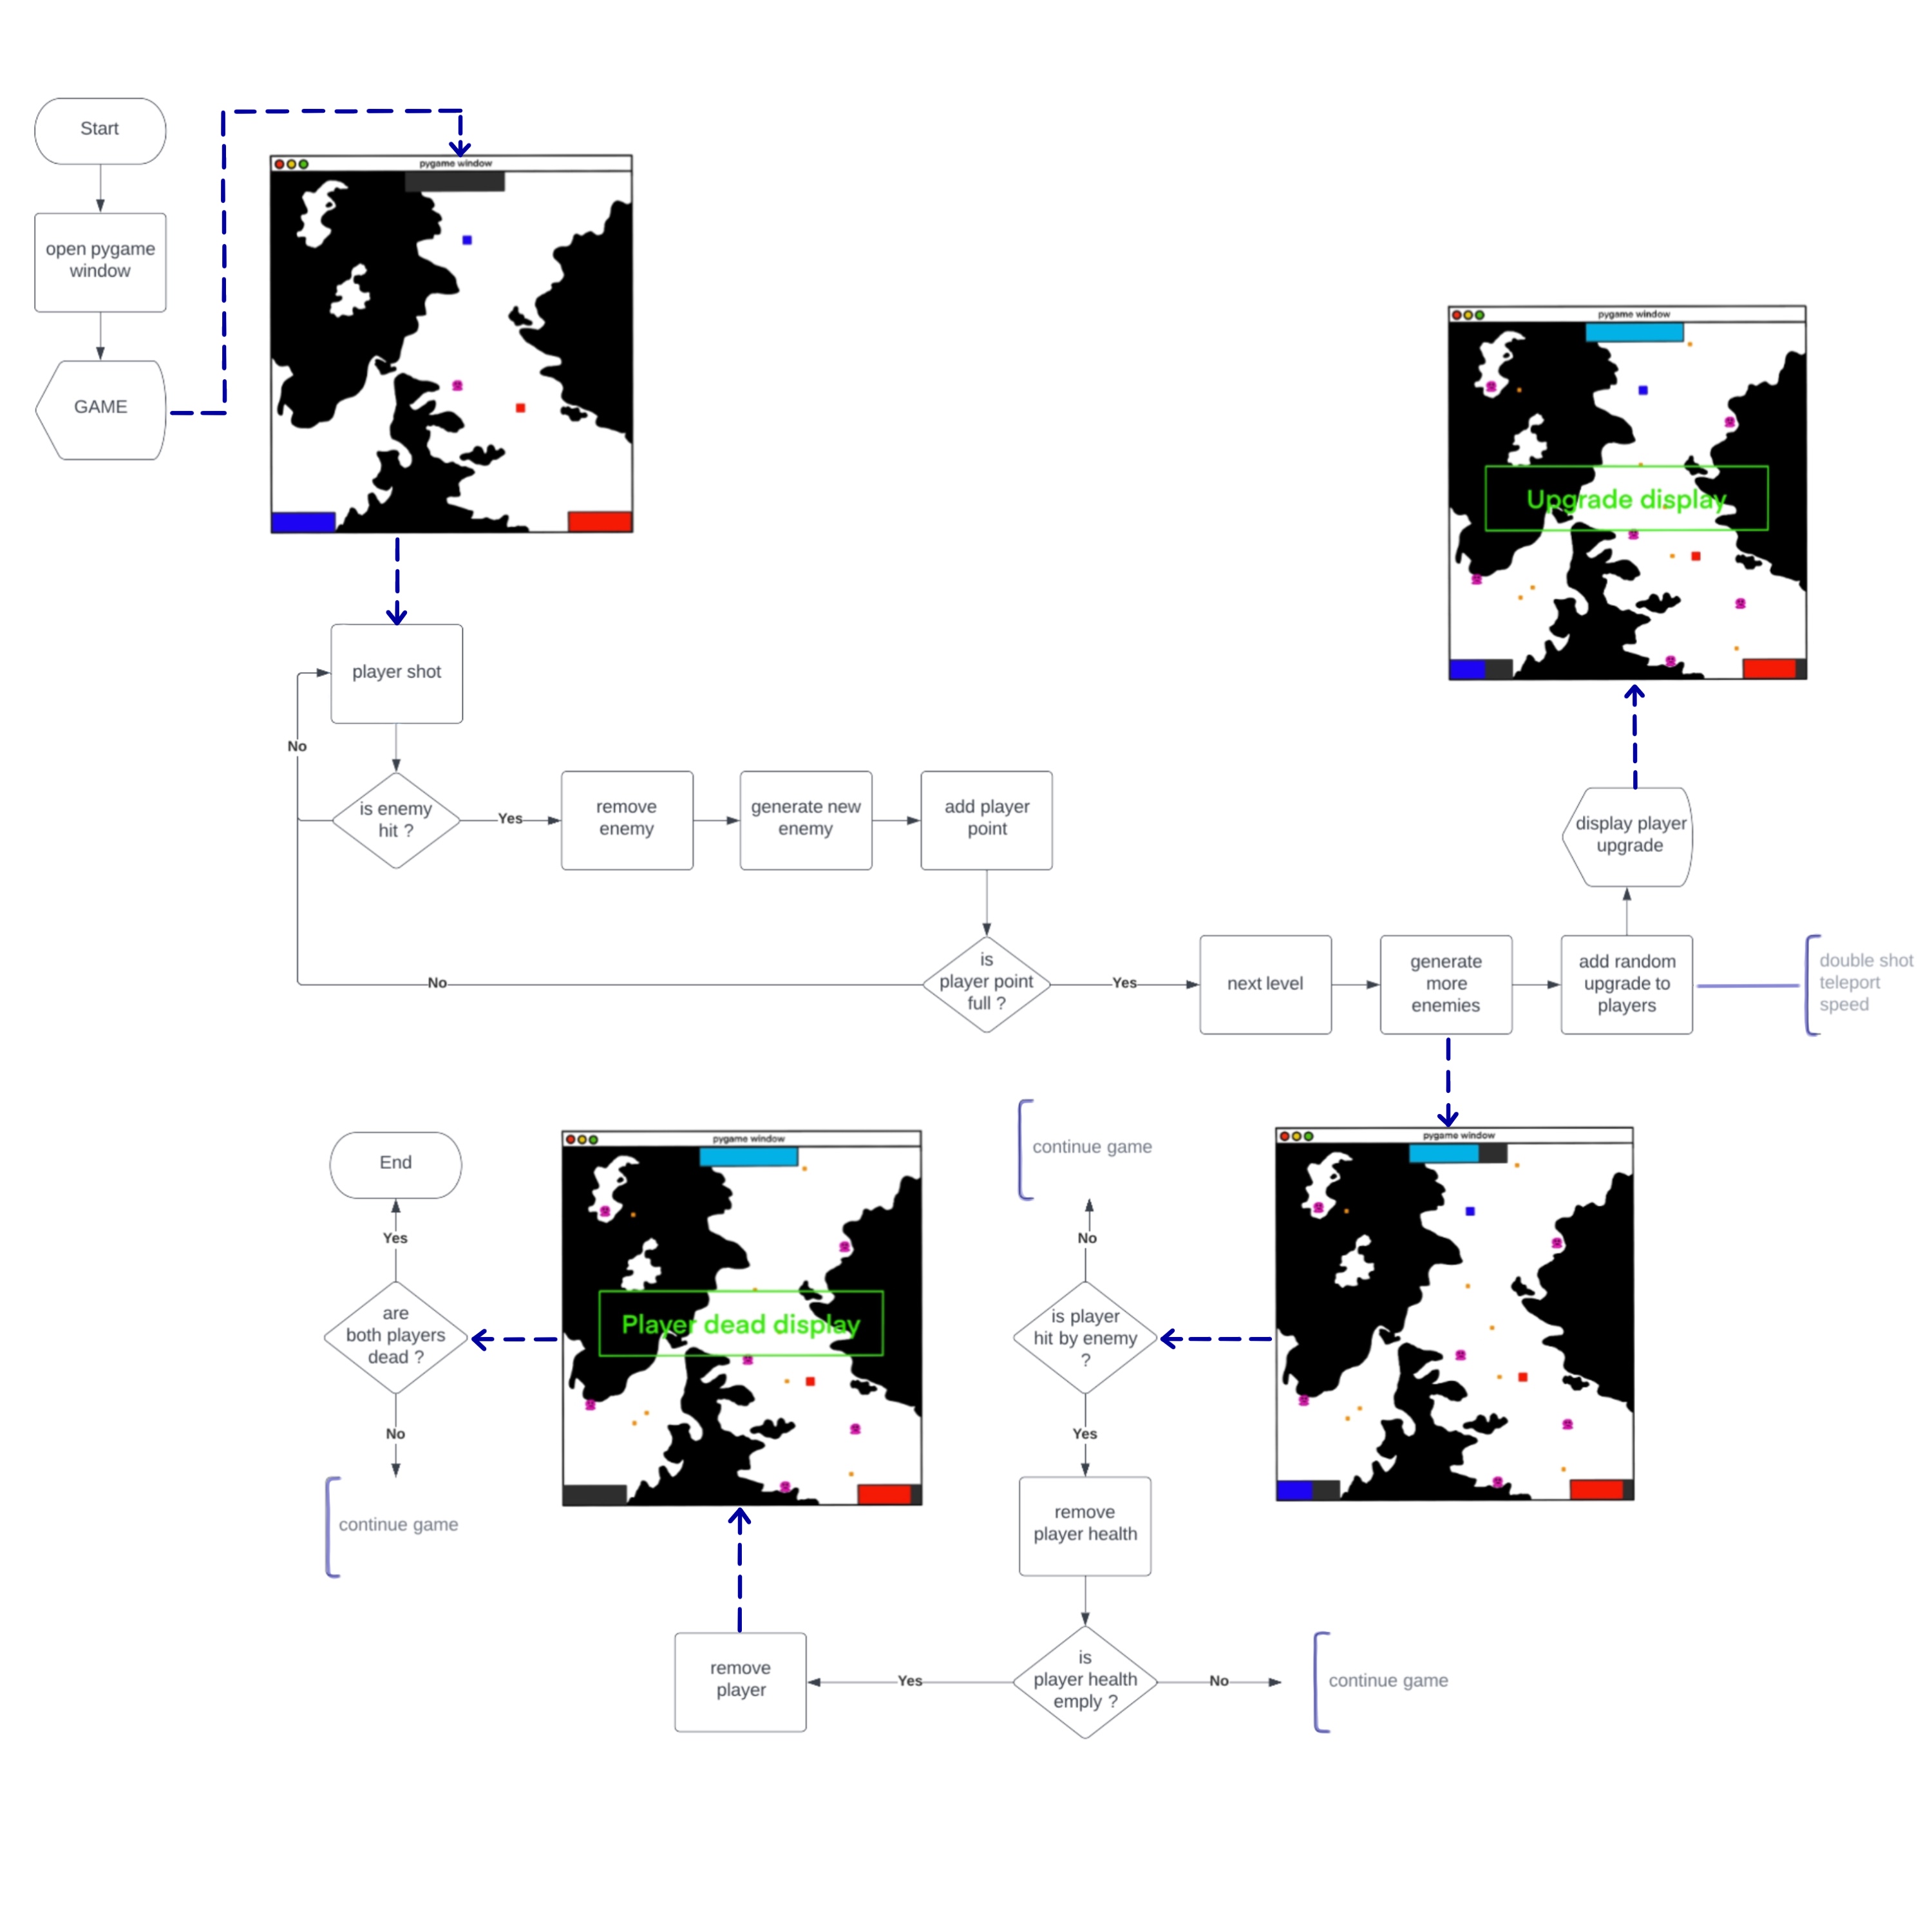 Start
open pygame
window
GAME
pygame window
pygame window
Upgrade display
player shot
No
is enemy
hit ?
Yes
remove
enemy
generate new
enemy
add player
point
display player
upgrade
is
player point
full ?
No
Yes
next level
generate
more
enemies
add random
upgrade to
players
double shot
teleport
speed
End
Yes
are
both players
dead ?
No
continue game
pygame window
Player dead display
continue game
No
is player
hit by enemy
?
Yes
remove
player health
pygame window
remove
player
Yes
is
player health
emply ?
No
continue game